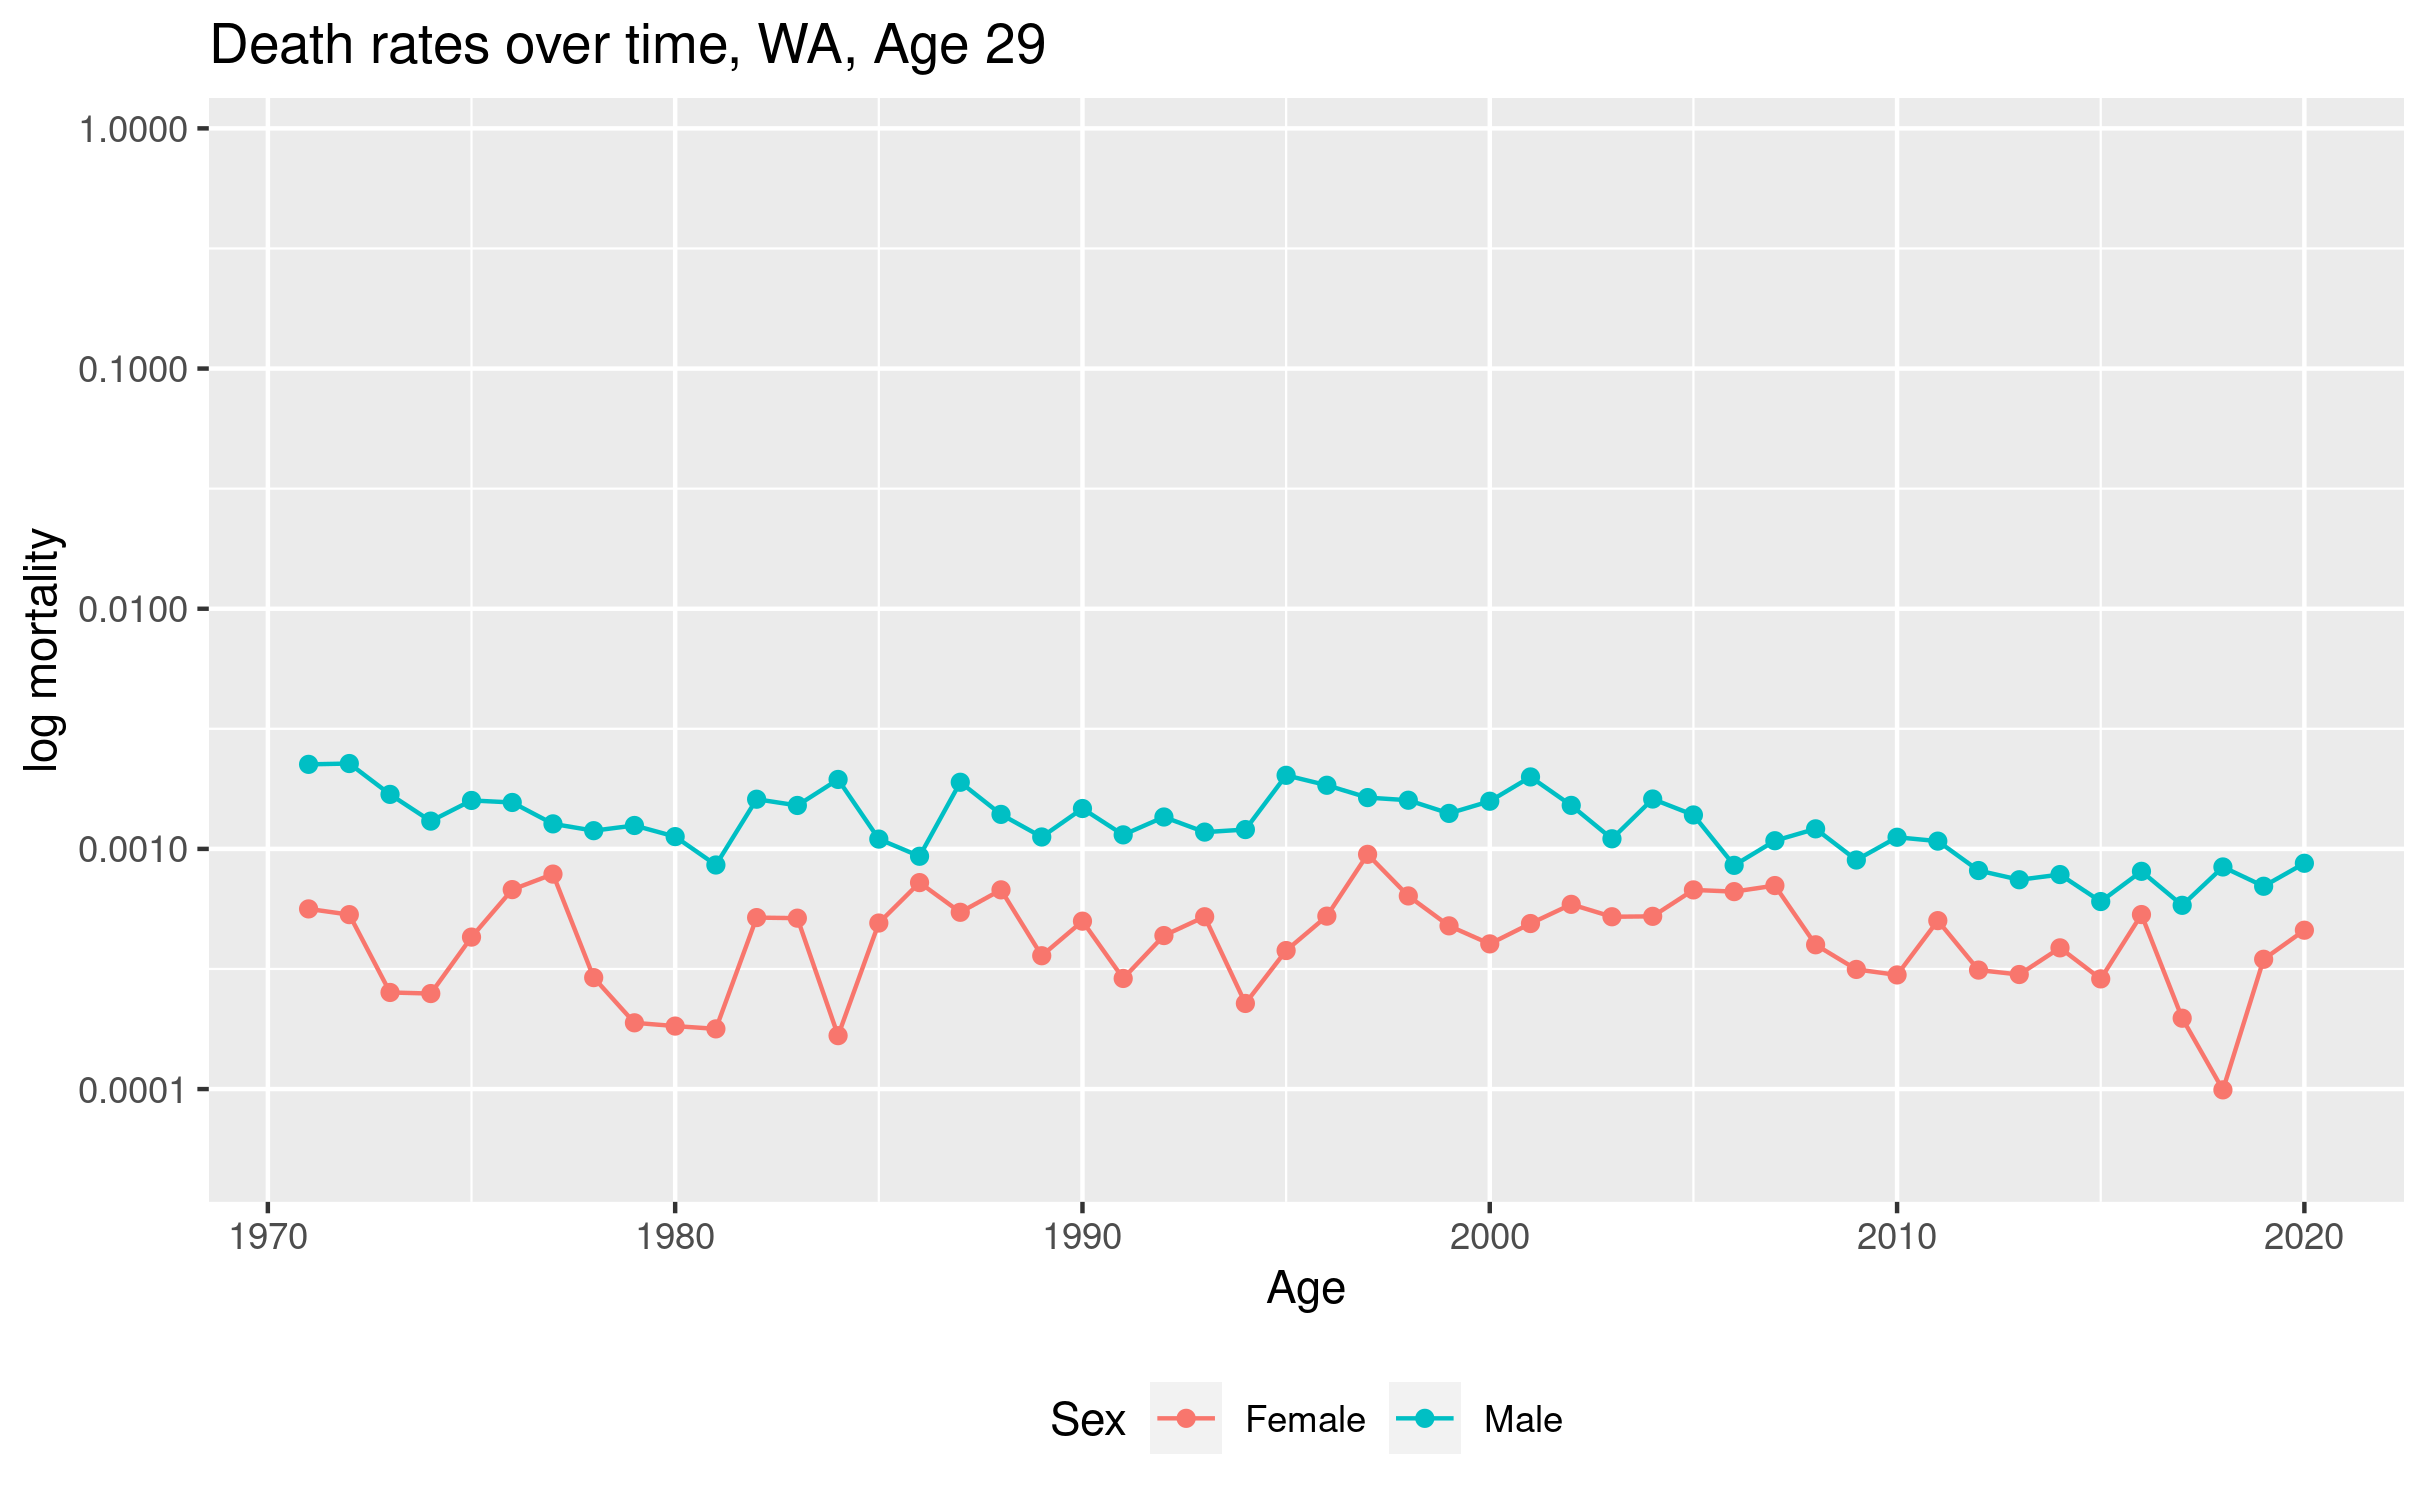 Death rates over time, WA, Age 29
log mortality
1.0000
0.1000
0.0100
0.0010
0.0001
1970 1980 1990 2000 2010 2020
Age
Sex Female Male